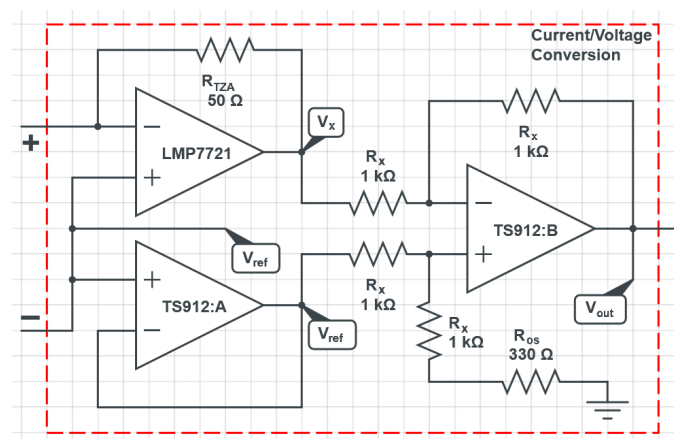 Current/Voltage
Conversion
R_TZA
50 Ω
+
−
LMP7721
+
V_x
R_x
1 kΩ
R_x
1 kΩ
−
TS912:B
+
V_ref
+
TS912:A
−
−
V_ref
R_x
1 kΩ
R_x
1 kΩ
R_os
330 Ω
V_out